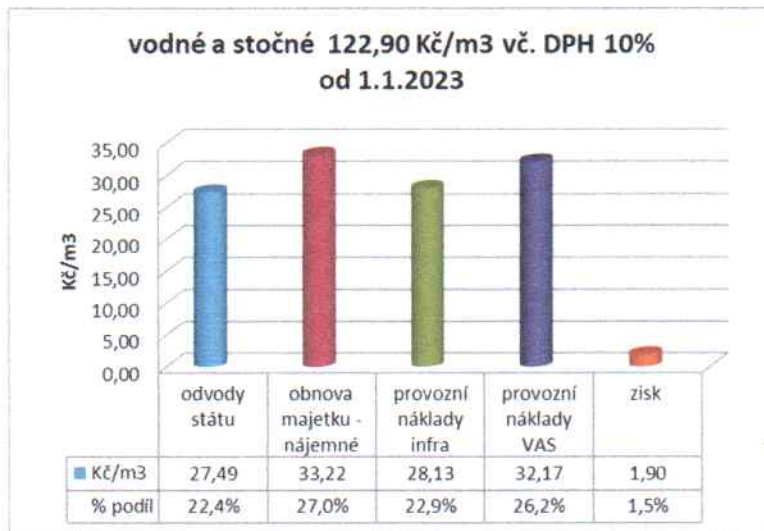 vodné a stočné 122,90 Kč/m3 vč. DPH 10%
od 1.1.2023
Kč/m3
35,00
30,00
25,00
20,00
15,00
10,00
5,00
0,00
odvody státu
obnova majetku - nájemné
provozní náklady infra
provozní náklady VAS
zisk
Kč/m3 27,49 33,22 28,13 32,17 1,90
% podíl 22,4% 27,0% 22,9% 26,2% 1,5%